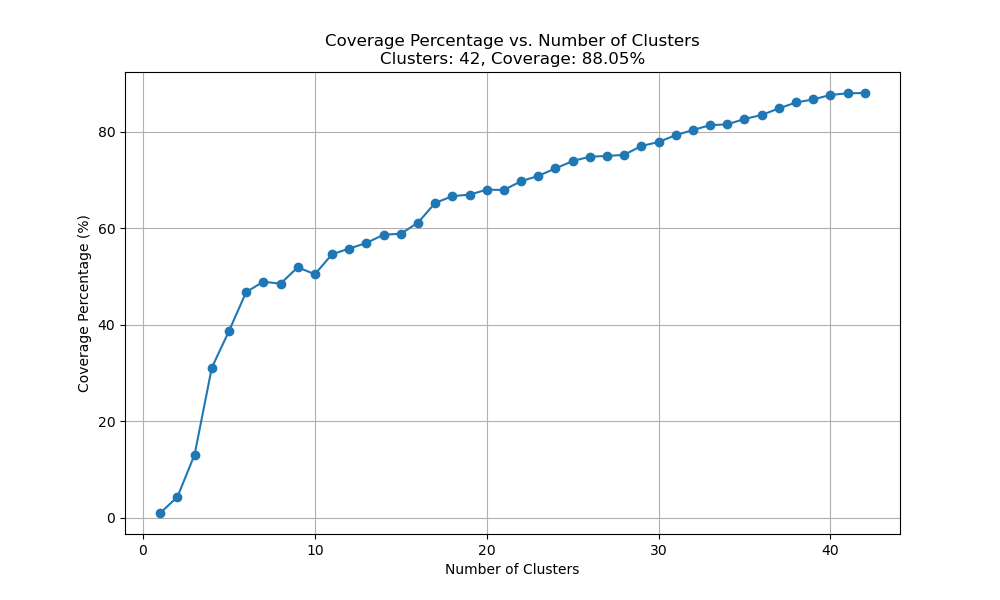 Coverage Percentage vs. Number of Clusters
Clusters: 42, Coverage: 88.05%
Coverage Percentage (%)
80
60
40
20
0
0 10 20 30 40
Number of Clusters